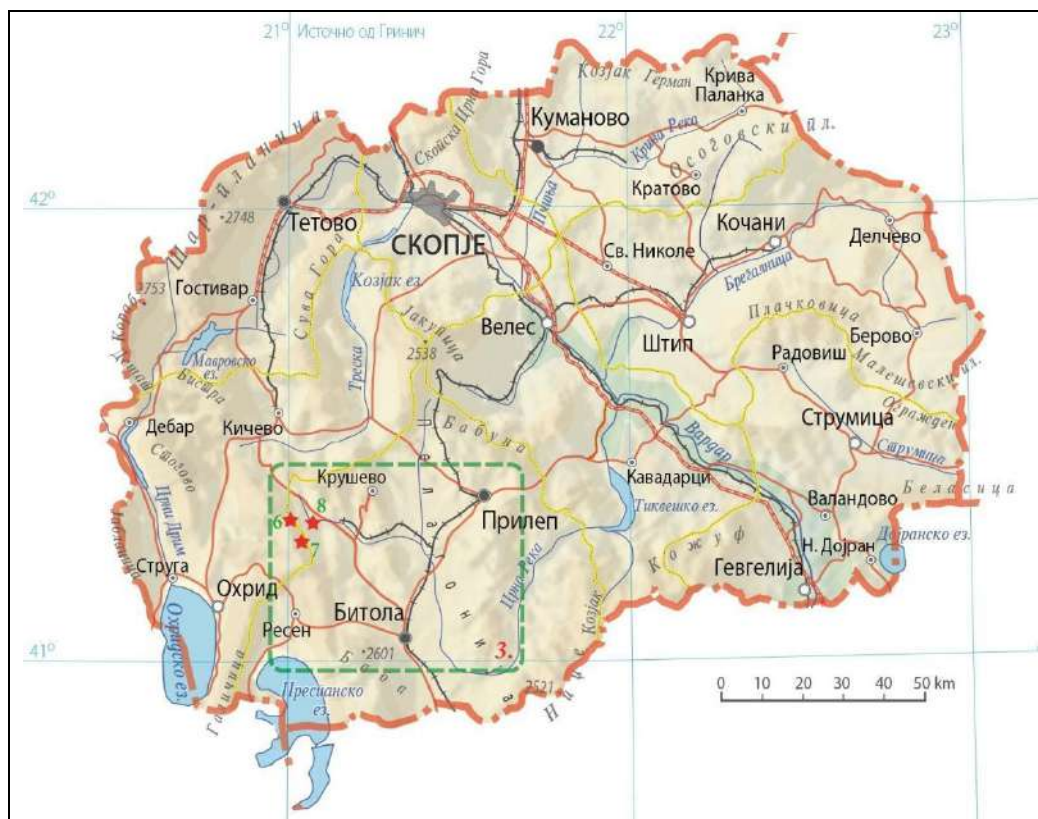 21° Источно од Гринич
22°
23°
Козјак
Герман
Крива
Паланка
Скопска Црна Гора
Куманово
Крива Река
Осоговски пл.
Пчиња
Кратово
42°
Шар-планина
2748
Тетово
СКОПЈЕ
Кочани
Делчево
Сува Гора
Св. Николе
Брегалница
2753
Гостивар
Козјак ез.
Јакупица
Велес
Штип
Плачковица
Берово
Мавровско
ез.
2538
Радовиш
Малешевски пл.
Бистра
Треска
Огражден
Дебар
Кичево
Бабуна
Вардар
Струмица
Струмица
Стогово
Пелагонија
Крушево
Кавадарци
Беласица
6
8
Прилеп
Тиквешко ез.
Валандово
Црни Дрим
7
Кожуф
Н. Дојран
Дојранско ез.
Јабланица
Струга
Охрид
Црна Река
Гевгелија
Охридско ез.
Ресен
Битола
Козјак
41°
2601
3.
Галичица
Баба
2521
Ниџе
Преспанско
ез.
0 10 20 30 40 50 km